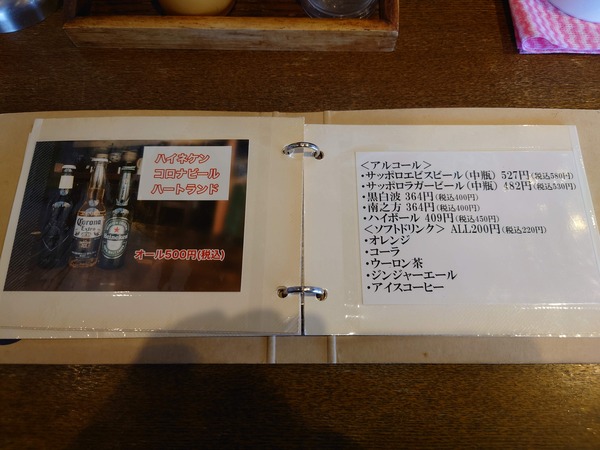 ハイネケン
コロナビール
ハートランド
Corona
Extra
Heineken
オール500円(税込)
<アルコール>
・サッポロエビスビール(中瓶) 527円(税込580円)
・サッポロラガービール(中瓶) 482円(税込530円)
・黒白波 364円(税込400円)
・南之方 364円(税込400円)
・ハイボール 409円(税込450円)
<ソフトドリンク> ALL200円(税込220円)
・オレンジ
・コーラ
・ウーロン茶
・ジンジャーエール
・アイスコーヒー